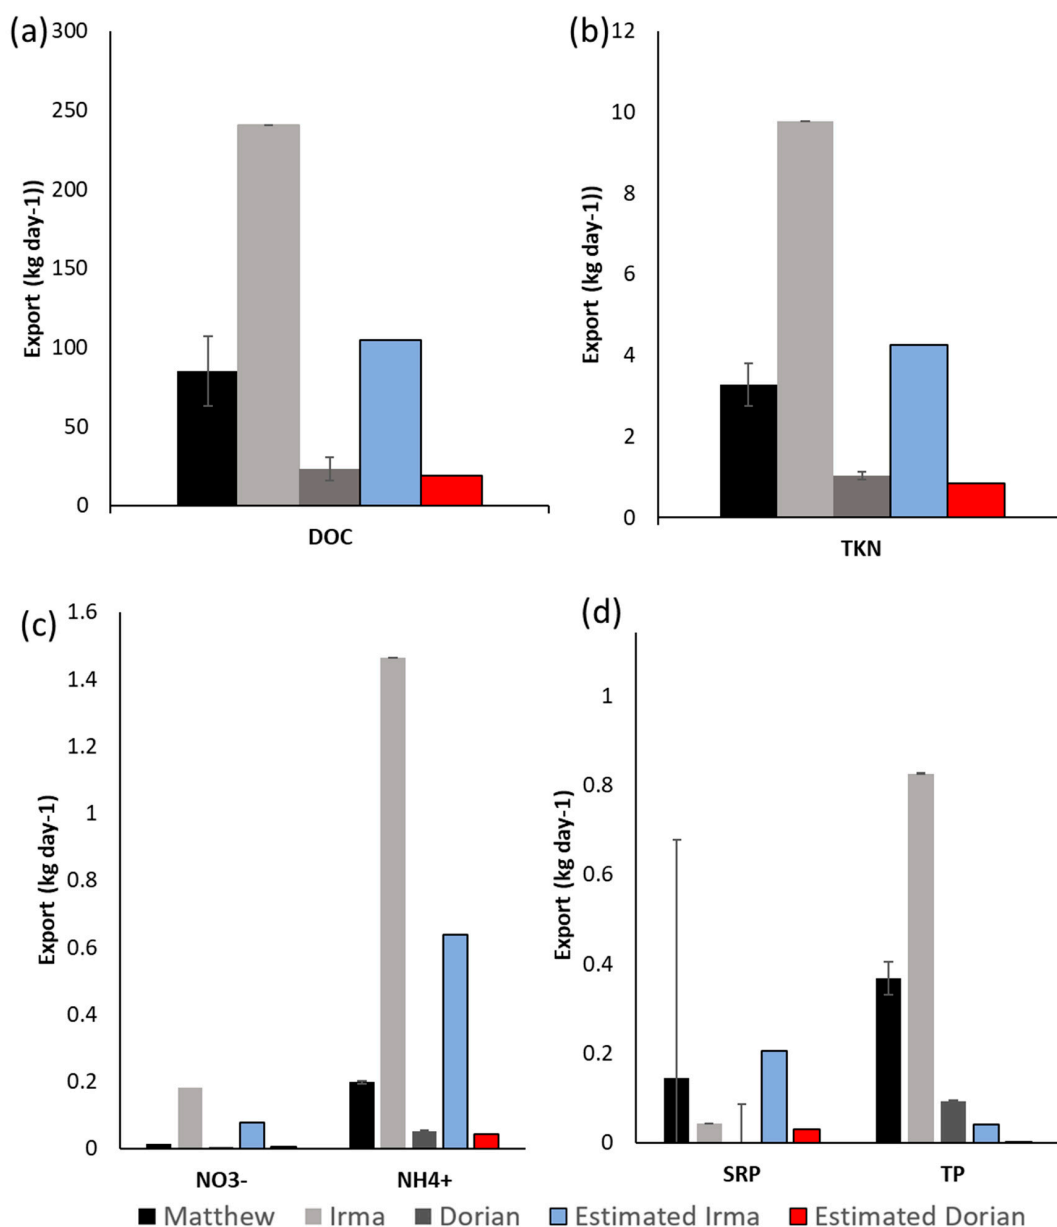 (a)
300
250
200
150
100
50
0
Export (kg day-1))
DOC
(b)
12
10
8
6
4
2
0
Export (kg day-1))
TKN
(c)
1.6
1.4
1.2
1
0.8
0.6
0.4
0.2
0
Export (kg day-1)
NO3-
NH4+
(d)
1
0.8
0.6
0.4
0.2
0
Export (kg day-1)
SRP
TP
Matthew Irma Dorian Estimated Irma Estimated Dorian